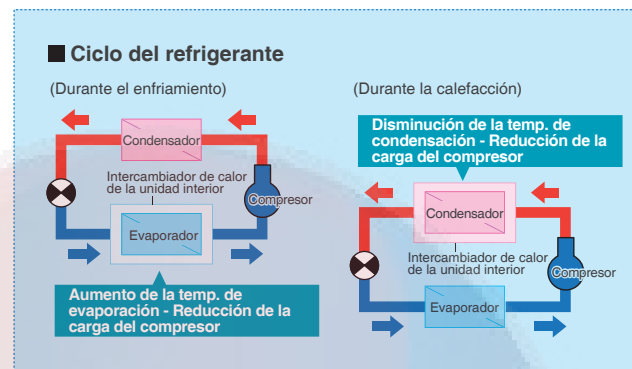 Ciclo del refrigerante
(Durante el enfriamiento)
Condensador
Intercambiador de calor
de la unidad interior
Compresor
Evaporador
Aumento de la temp. de
evaporación - Reducción de la
carga del compresor
(Durante la calefacción)
Disminución de la temp. de
condensación - Reducción de la
carga del compresor
Condensador
Intercambiador de calor
de la unidad interior
Compresor
Evaporador